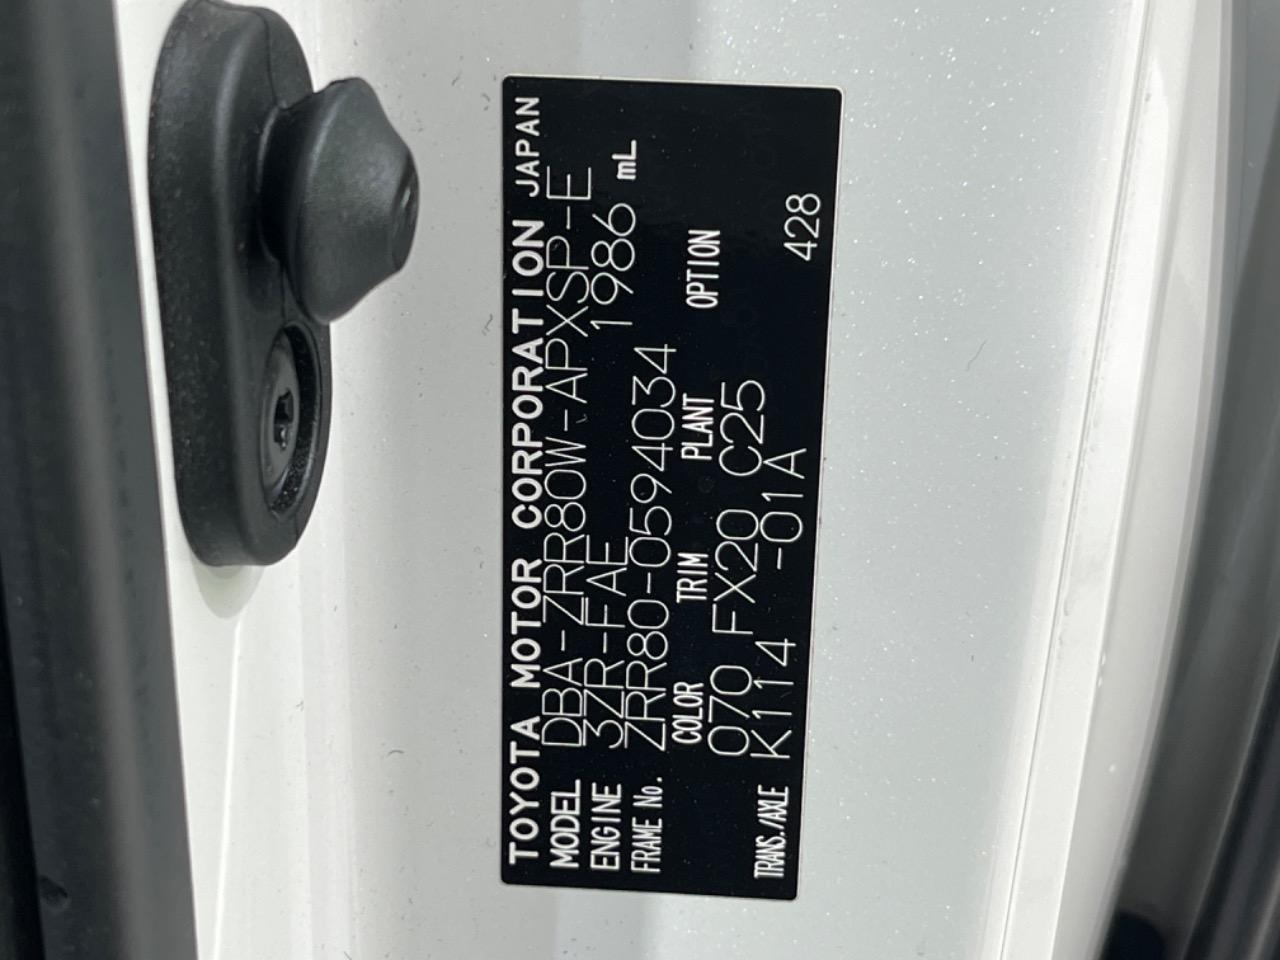 TOYOTA MOTOR CORPORATION JAPAN
MODEL DBA-ZRR80W-APXSP-E
ENGINE 3ZR-FAE 1986 mL
FRAME No. ZRR80-0594034
COLOR TRIM PLANT OPTION
070 FX20 C25
TRANS./AXLE K114 -01A
428